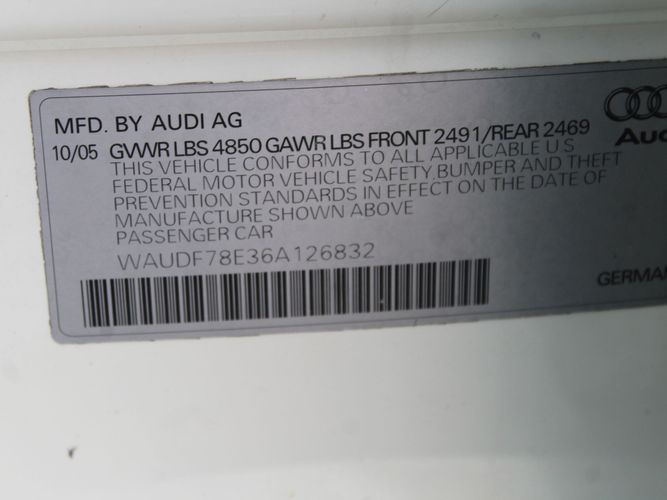 MFD. BY AUDI AG
10/05 GVWR LBS 4850 GAWR LBS FRONT 2491/REAR 2469
THIS VEHICLE CONFORMS TO ALL APPLICABLE U S
FEDERAL MOTOR VEHICLE SAFETY,BUMPER AND THEFT
PREVENTION STANDARDS IN EFFECT ON THE DATE OF
MANUFACTURE SHOWN ABOVE
PASSENGER CAR
WAUDF78E36A126832
Aud
GERMAN